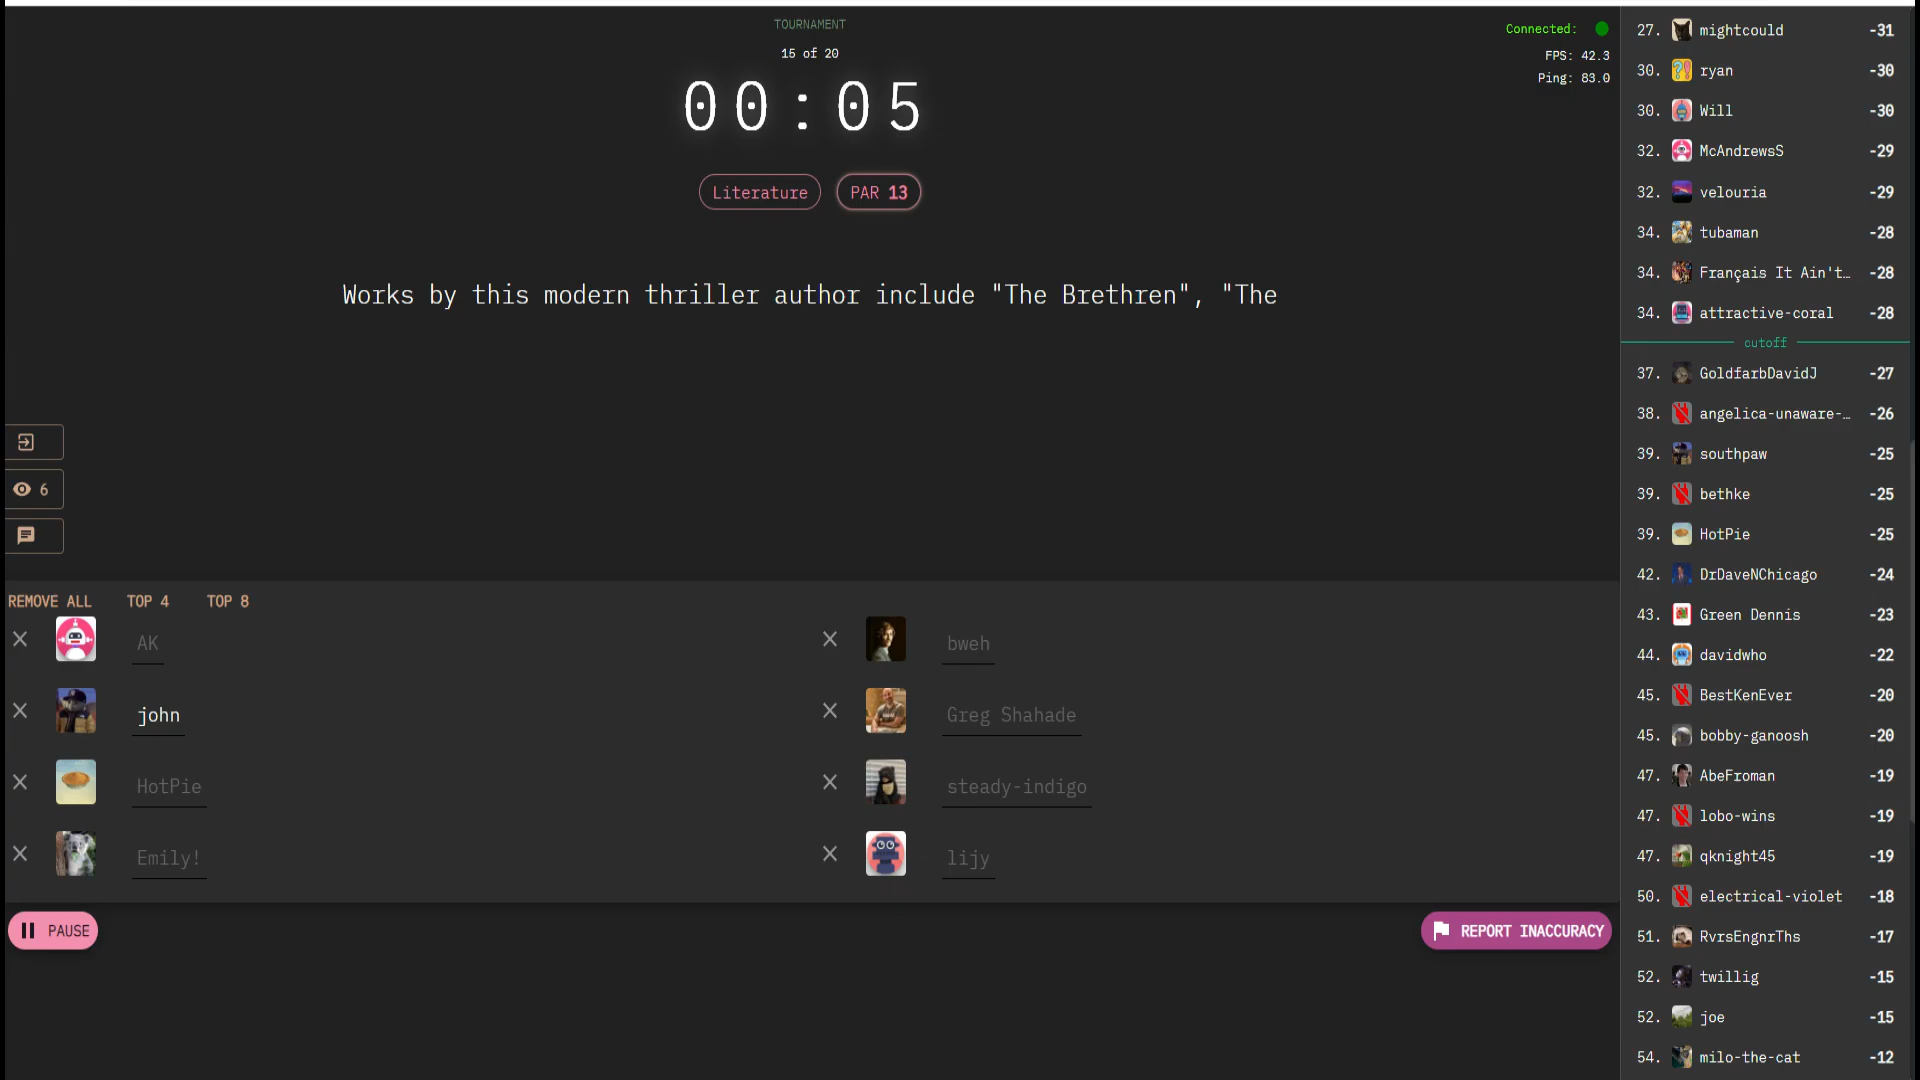 TOURNAMENT
15 of 20
00:05
Literature
PAR 13
Works by this modern thriller author include "The Brethren", "The
Connected:
FPS: 42.3
Ping: 83.0
6
REMOVE ALL TOP 4 TOP 8
AK
bweh
john
Greg Shahade
HotPie
steady-indigo
Emily!
lijy
PAUSE
REPORT INACCURACY
27. mightcould -31
30. ryan -30
30. Will -30
32. McAndrewsS -29
32. velouria -29
34. tubaman -28
34. Français It Ain't… -28
34. attractive-coral -28
cutoff
37. GoldfarbDavidJ -27
38. angelica-unaware-… -26
39. southpaw -25
39. bethke -25
39. HotPie -25
42. DrDaveNChicago -24
43. Green Dennis -23
44. davidwho -22
45. BestKenEver -20
45. bobby-ganoosh -20
47. AbeFroman -19
47. lobo-wins -19
47. qknight45 -19
50. electrical-violet -18
51. RvrsEngnrThs -17
52. twillig -15
52. joe -15
54. milo-the-cat -12